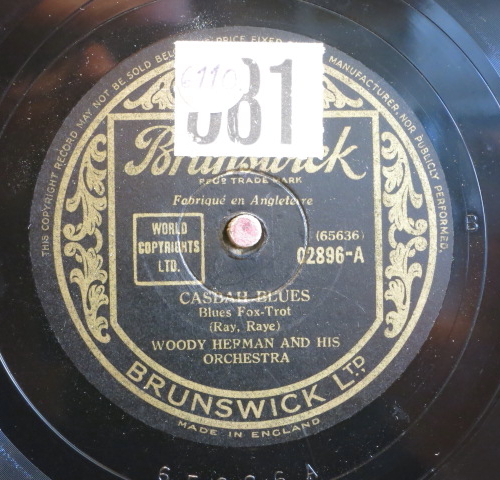 THIS COPYRIGHT RECORD MAY NOT BE SOLD PRICE FIXED MANUFACTURER, NOR PUBLICLY PERFORMED.
6110
81
Brunswick
REGD TRADE MARK
Fabriqué en Angleterre
WORLD
COPYRIGHTS
LTD.
(65636)
02896-A
B
CASBAH BLUES
Blues Fox-Trot
(Ray, Raye)
WOODY HERMAN AND HIS
ORCHESTRA
BRUNSWICK LTD
MADE IN ENGLAND